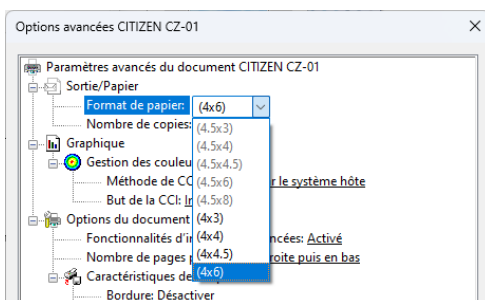 Options avancées CITIZEN CZ-01
Paramètres avancés du document CITIZEN CZ-01
Sortie/Papier
Format de papier: (4x6)
Nombre de copies:
(4.5x3)
(4.5x4)
(4.5x4.5)
(4.5x6)
(4.5x8)
(4x3)
(4x4)
(4x4.5)
(4x6)
Graphique
Gestion des couleu
Méthode de CC r le système hôte
But de la CCI:
Options du document
Fonctionnalités d'i ncées: Activé
Nombre de pages roite puis en bas
Caractéristiques de
Bordure: Désactiver